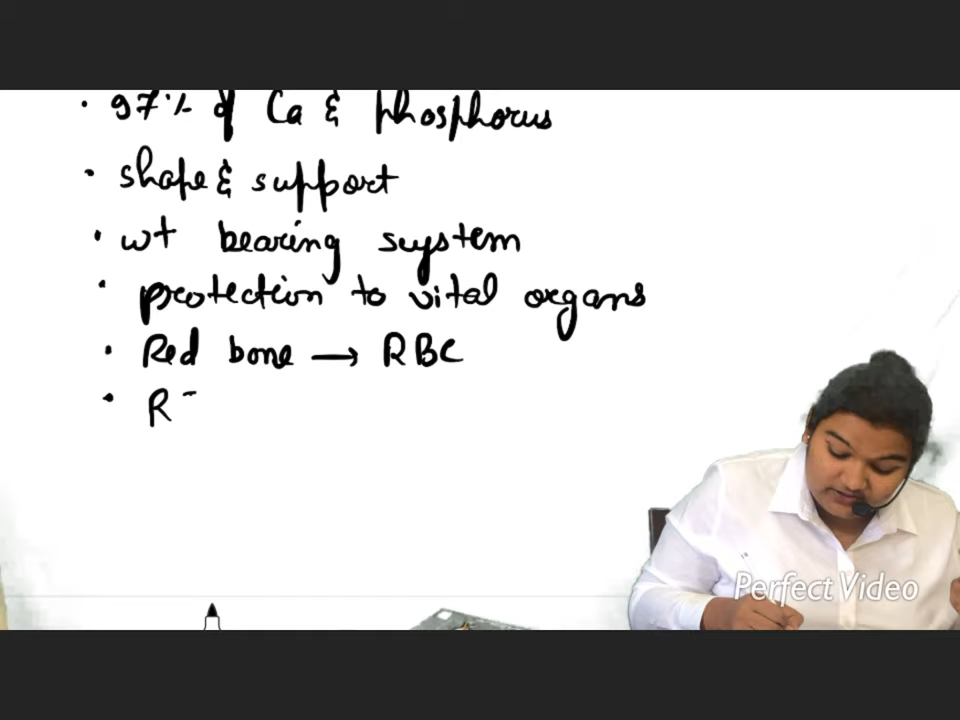 • 97% of Ca & phosphorus
• shape & support
• wt bearing system
• protection to vital organs
• Red bone → RBC
• R
Perfect Video